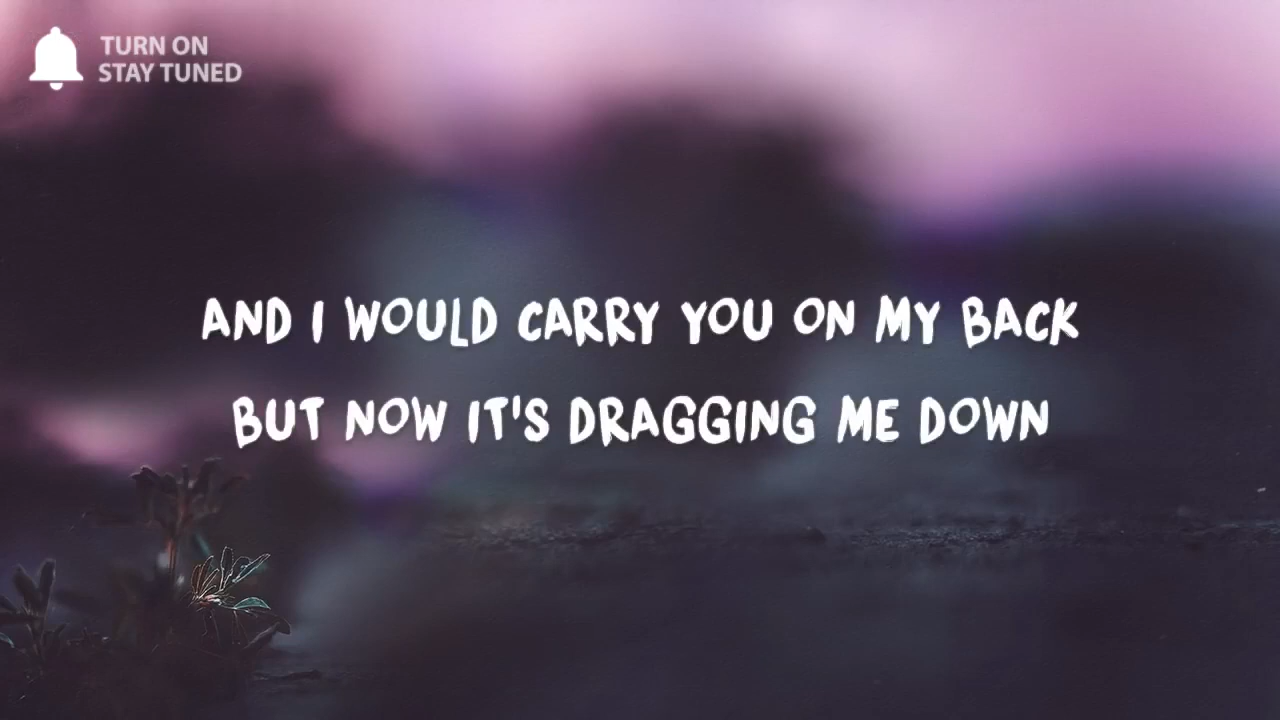 TURN ON
STAY TUNED
AND I WOULD CARRY YOU ON MY BACK
BUT NOW IT'S DRAGGING ME DOWN